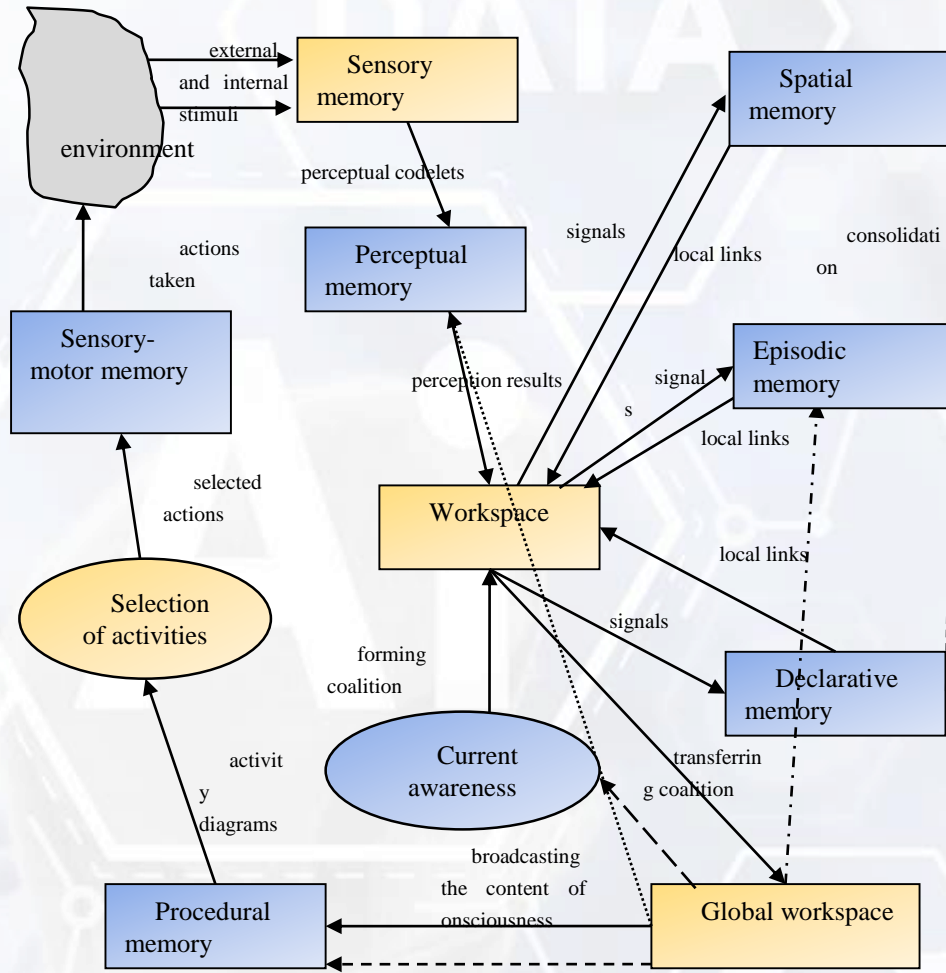 external
and internal
stimuli
environment
Sensory
memory
Spatial
memory
perceptual codelets
signals
local links
consolidati
on
actions
taken
Perceptual
memory
Sensory-
motor memory
perception results
signal
s
Episodic
memory
local links
selected
actions
Workspace
local links
Selection
of activities
signals
forming
coalition
Declarative
memory
Current
awareness
transferrin
g coalition
activit
y
diagrams
broadcasting
the content of
onsciousness
Procedural
memory
Global workspace
DAIA
AI